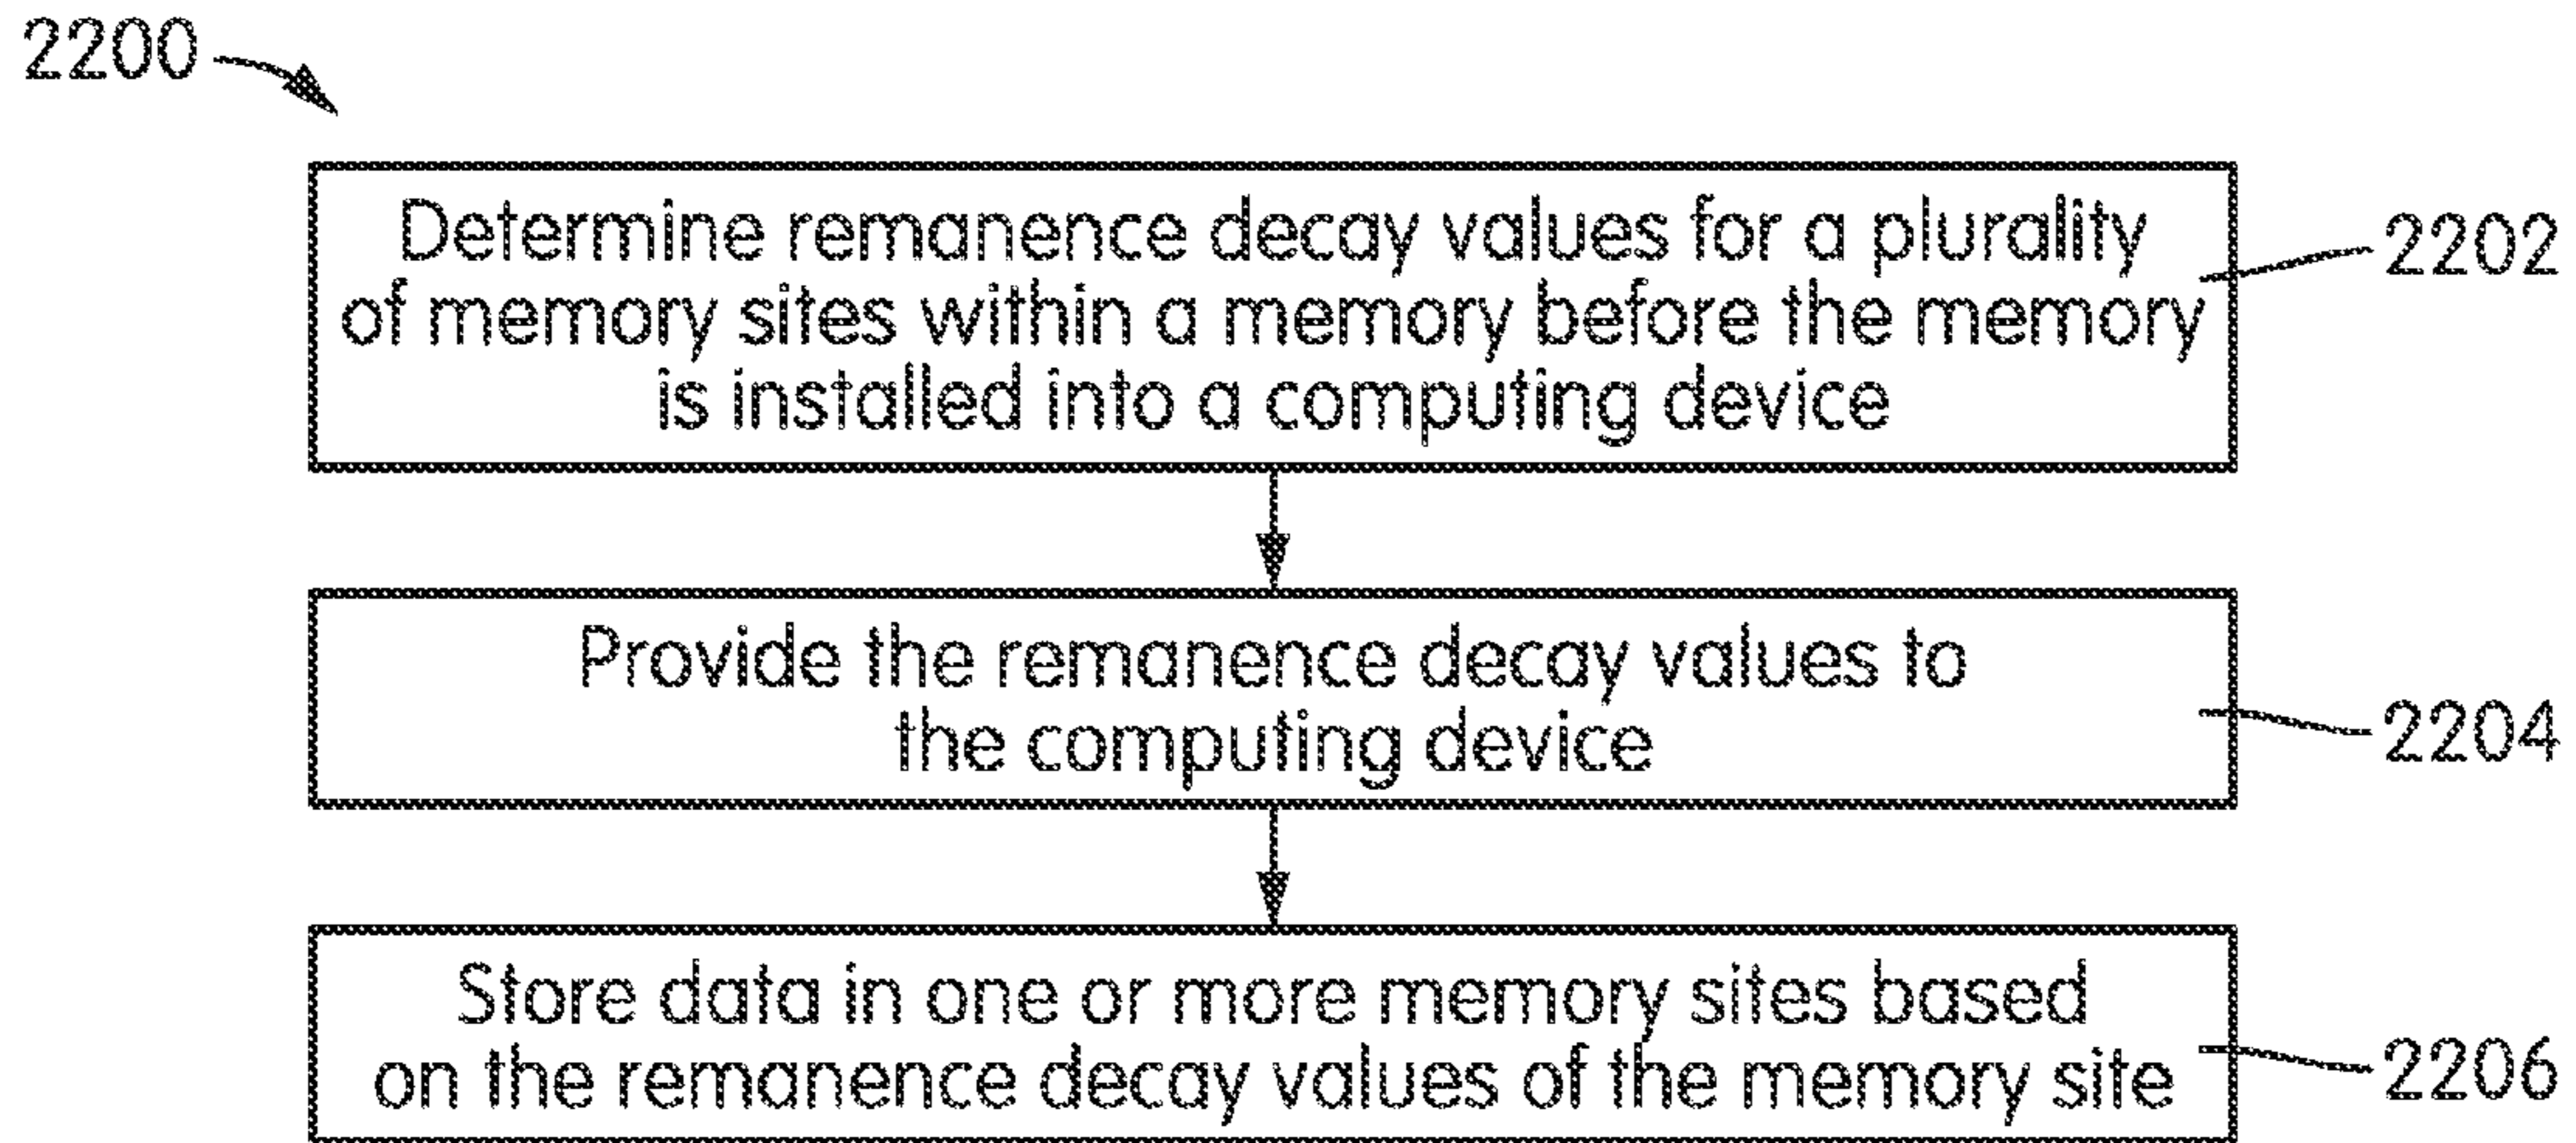 2200
Determine remanence decay values for a plurality
of memory sites within a memory before the memory
is installed into a computing device
2202
Provide the remanence decay values to
the computing device
2204
Store data in one or more memory sites based
on the remanence decay values of the memory site
2206